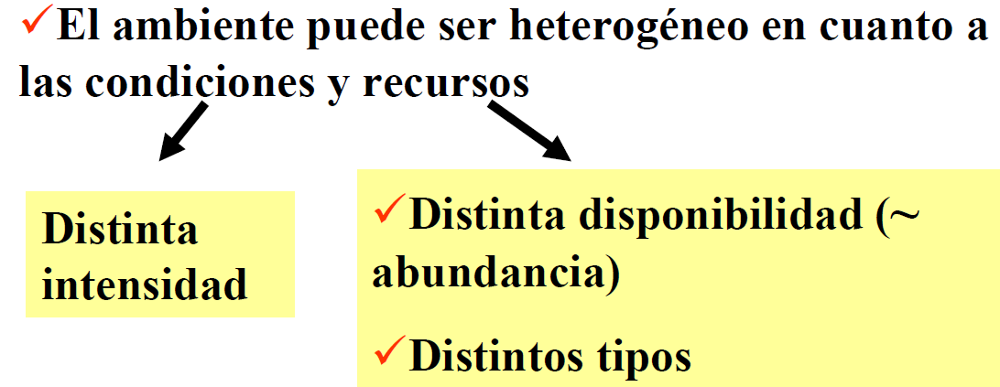 ✓El ambiente puede ser heterogéneo en cuanto a
las condiciones y recursos
Distinta
intensidad
✓Distinta disponibilidad (~
abundancia)
✓Distintos tipos